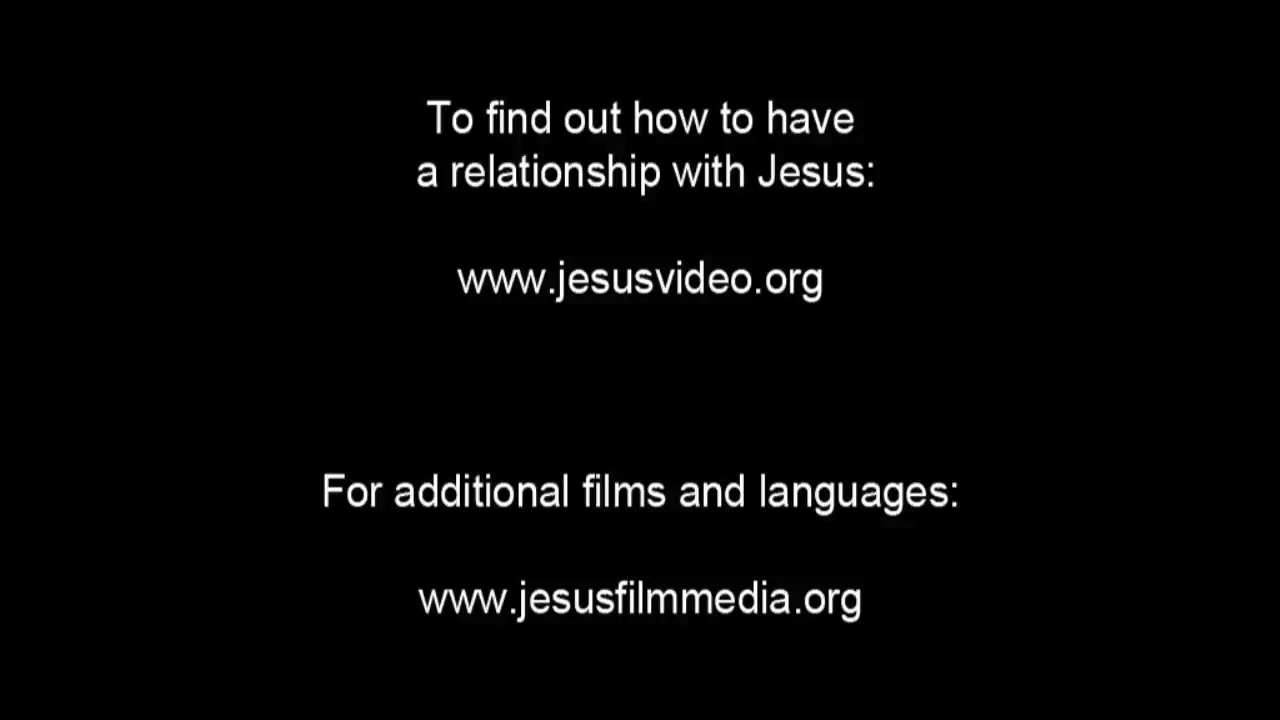 To find out how to have
a relationship with Jesus:
www.jesusvideo.org
For additional films and languages:
www.jesusfilmmedia.org